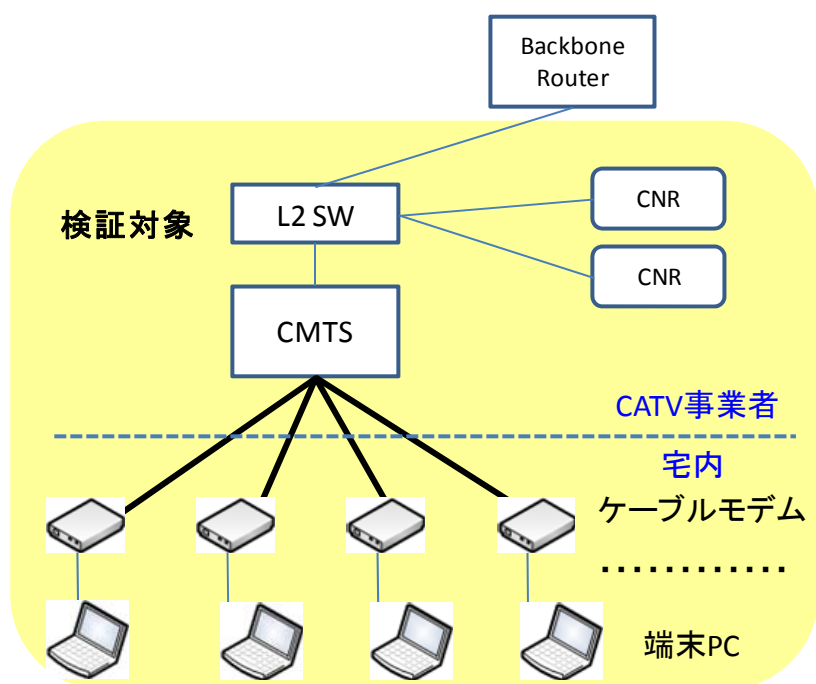 Backbone
Router
検証対象
L2 SW
CNR
CNR
CMTS
CATV事業者
宅内
ケーブルモデム
・・・・・・・・・・・・
端末PC